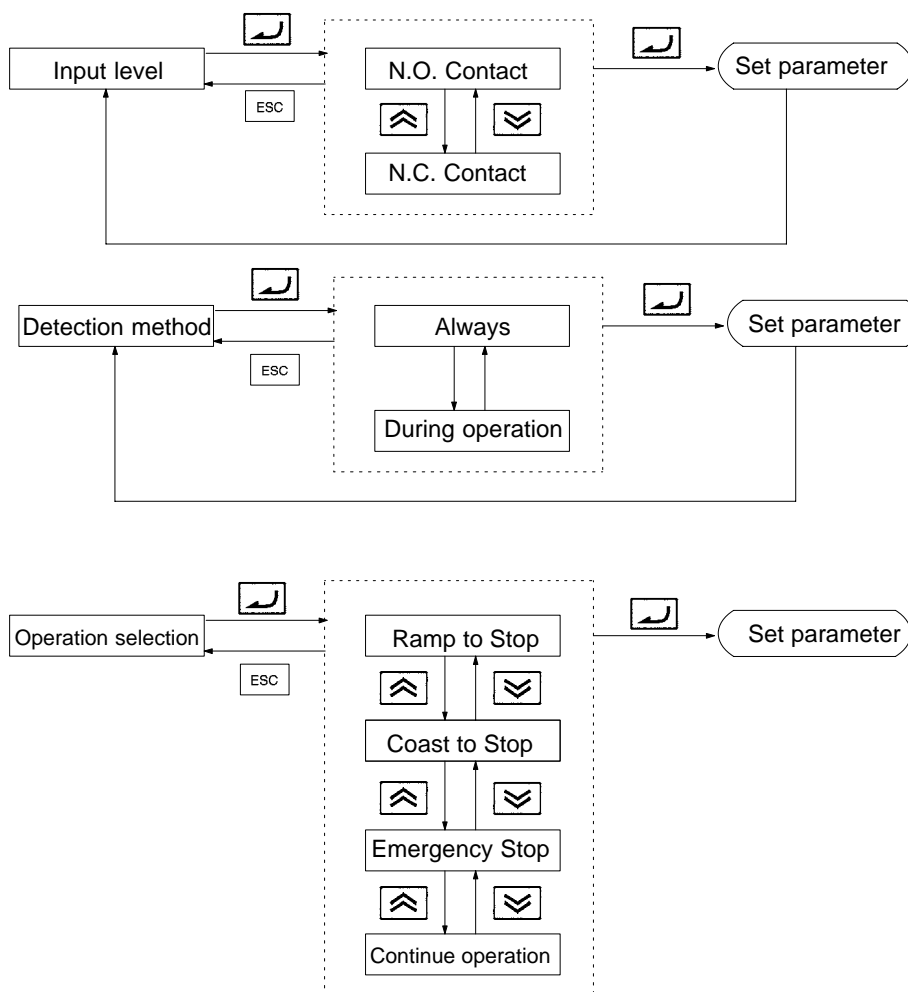 Input level
ESC
N.O. Contact
N.C. Contact
Set parameter
Detection method
ESC
Always
During operation
Set parameter
Operation selection
ESC
Ramp to Stop
Coast to Stop
Emergency Stop
Continue operation
Set parameter